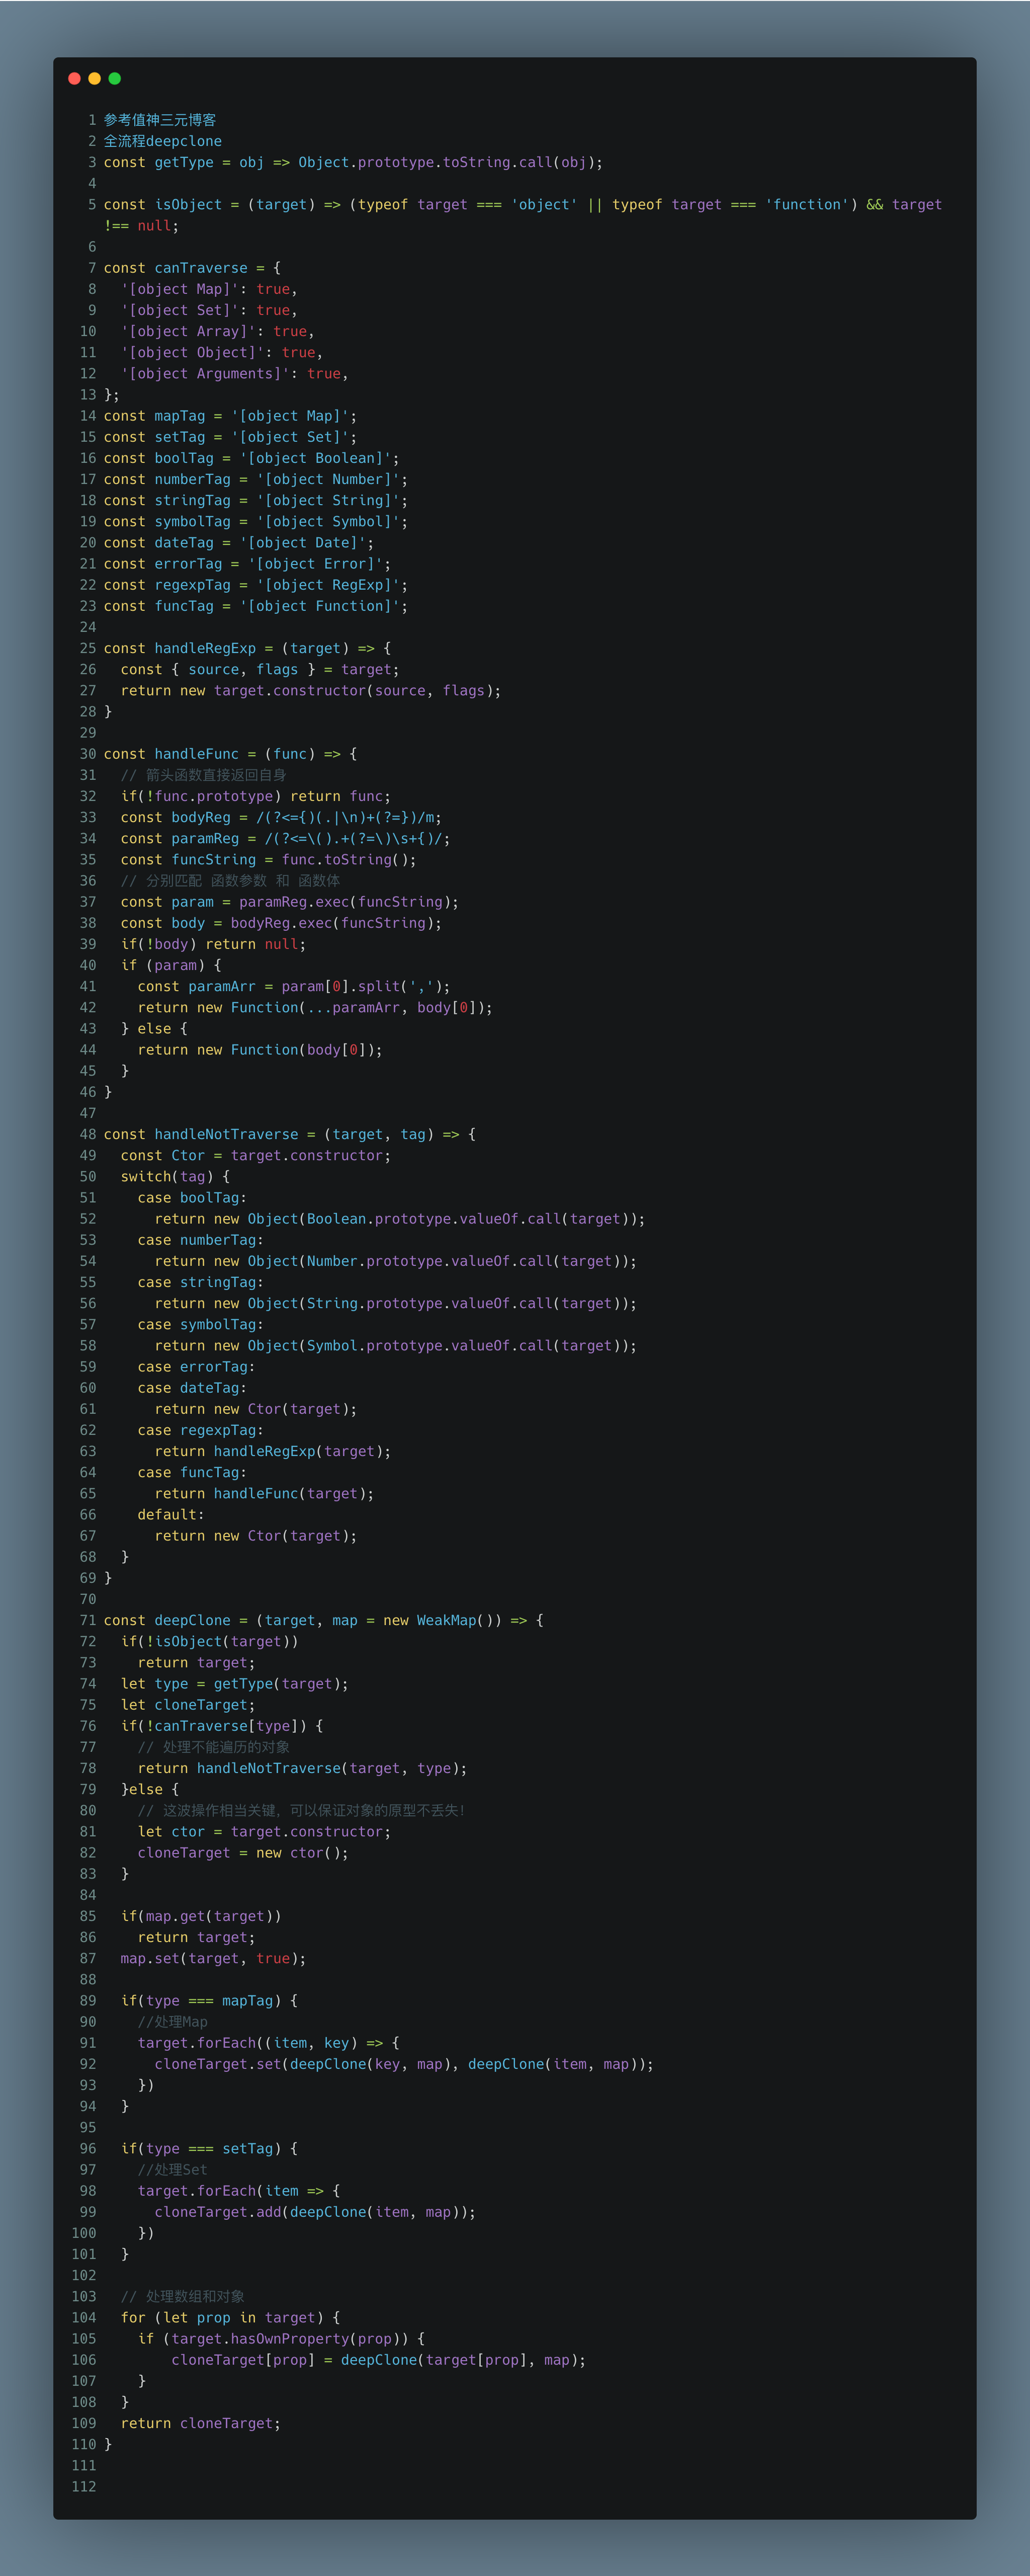 1 参考值神三元博客
2 全流程deepclone
3 const getType = obj => Object.prototype.toString.call(obj);
4
5 const isObject = (target) => (typeof target === 'object' || typeof target === 'function') && target
!== null;
6
7 const canTraverse = {
8   '[object Map]': true,
9   '[object Set]': true,
10   '[object Array]': true,
11   '[object Object]': true,
12   '[object Arguments]': true,
13 };
14 const mapTag = '[object Map]';
15 const setTag = '[object Set]';
16 const boolTag = '[object Boolean]';
17 const numberTag = '[object Number]';
18 const stringTag = '[object String]';
19 const symbolTag = '[object Symbol]';
20 const dateTag = '[object Date]';
21 const errorTag = '[object Error]';
22 const regexpTag = '[object RegExp]';
23 const funcTag = '[object Function]';
24
25 const handleRegExp = (target) => {
26   const { source, flags } = target;
27   return new target.constructor(source, flags);
28 }
29
30 const handleFunc = (func) => {
31   // 箭头函数直接返回自身
32   if(!func.prototype) return func;
33   const bodyReg = /(?<={)(.|\n)+(?=})/m;
34   const paramReg = /(?<=\().+(?=\)\s+{)/;
35   const funcString = func.toString();
36   // 分别匹配 函数参数 和 函数体
37   const param = paramReg.exec(funcString);
38   const body = bodyReg.exec(funcString);
39   if(!body) return null;
40   if (param) {
41     const paramArr = param[0].split(',');
42     return new Function(...paramArr, body[0]);
43   } else {
44     return new Function(body[0]);
45   }
46 }
47
48 const handleNotTraverse = (target, tag) => {
49   const Ctor = target.constructor;
50   switch(tag) {
51     case boolTag:
52       return new Object(Boolean.prototype.valueOf.call(target));
53     case numberTag:
54       return new Object(Number.prototype.valueOf.call(target));
55     case stringTag:
56       return new Object(String.prototype.valueOf.call(target));
57     case symbolTag:
58       return new Object(Symbol.prototype.valueOf.call(target));
59     case errorTag:
60     case dateTag:
61       return new Ctor(target);
62     case regexpTag:
63       return handleRegExp(target);
64     case funcTag:
65       return handleFunc(target);
66     default:
67       return new Ctor(target);
68   }
69 }
70
71 const deepClone = (target, map = new WeakMap()) => {
72   if(!isObject(target))
73     return target;
74   let type = getType(target);
75   let cloneTarget;
76   if(!canTraverse[type]) {
77     // 处理不能遍历的对象
78     return handleNotTraverse(target, type);
79   }else {
80     // 这波操作相当关键，可以保证对象的原型不丢失！
81     let ctor = target.constructor;
82     cloneTarget = new ctor();
83   }
84
85   if(map.get(target))
86     return target;
87   map.set(target, true);
88
89   if(type === mapTag) {
90     //处理Map
91     target.forEach((item, key) => {
92       cloneTarget.set(deepClone(key, map), deepClone(item, map));
93     })
94   }
95
96   if(type === setTag) {
97     //处理Set
98     target.forEach(item => {
99       cloneTarget.add(deepClone(item, map));
100     })
101   }
102
103   // 处理数组和对象
104   for (let prop in target) {
105     if (target.hasOwnProperty(prop)) {
106         cloneTarget[prop] = deepClone(target[prop], map);
107     }
108   }
109   return cloneTarget;
110 }
111
112